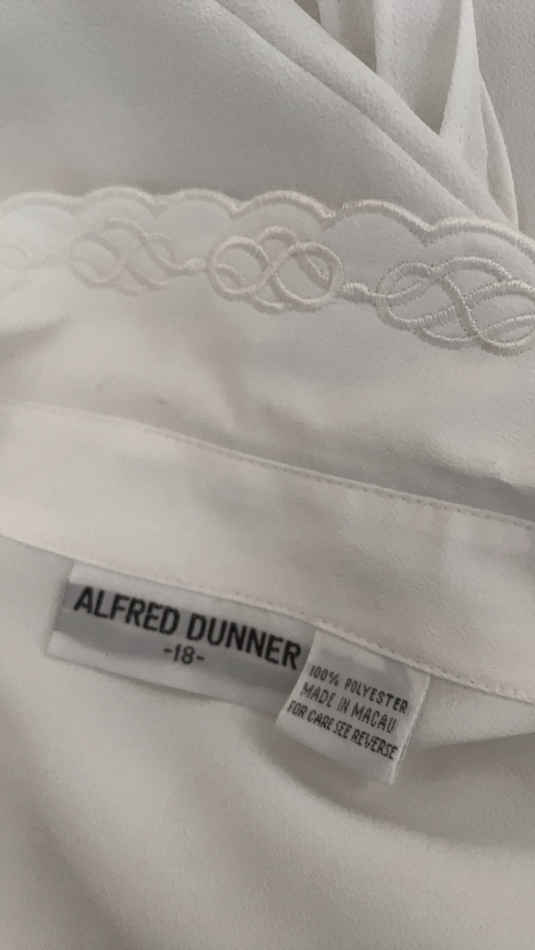 ALFRED DUNNER
-18-
100% POLYESTER
MADE IN MACAU
FOR CARE SEE REVERSE